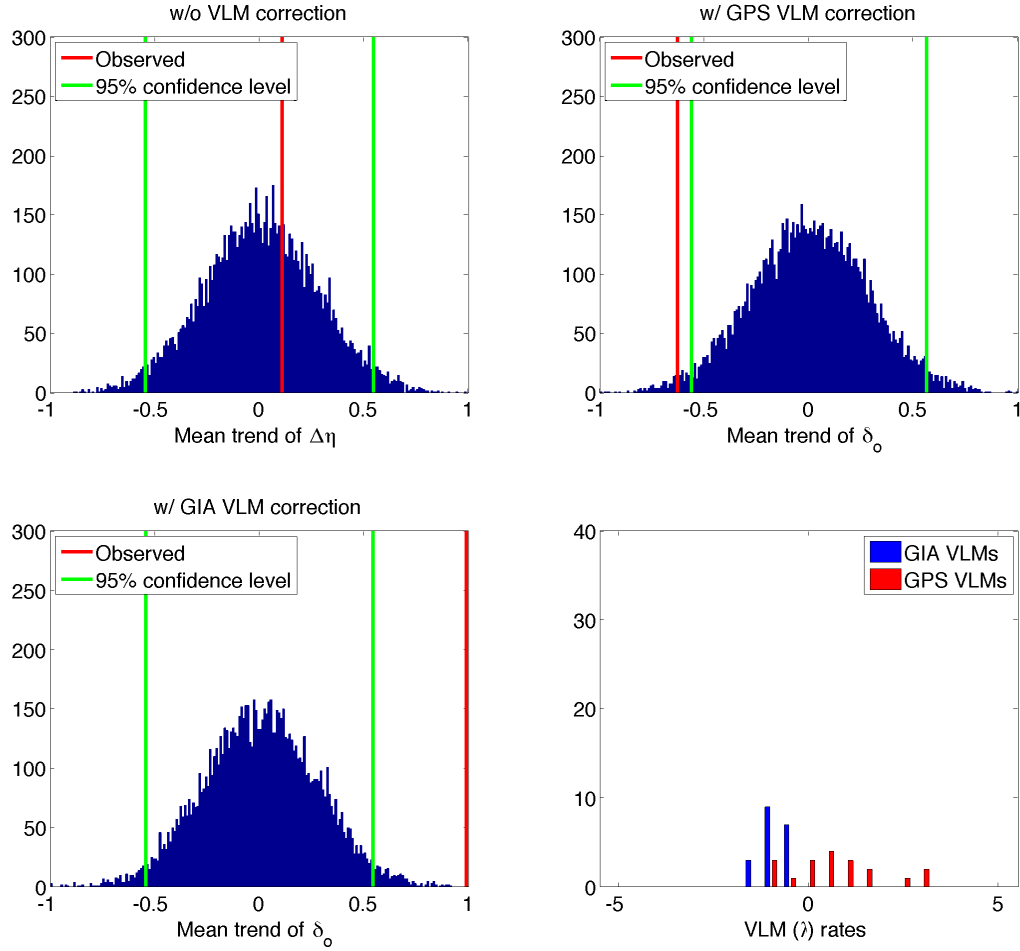 w/o VLM correction
300
250
200
150
100
50
0
Observed
95% confidence level
-1
-0.5
0
0.5
1
Mean trend of Δη
w/ GPS VLM correction
300
250
200
150
100
50
0
Observed
95% confidence level
-1
-0.5
0
0.5
1
Mean trend of δo
w/ GIA VLM correction
300
250
200
150
100
50
0
Observed
95% confidence level
-1
-0.5
0
0.5
1
Mean trend of δo
40
30
20
10
0
GIA VLMs
GPS VLMs
-5
0
5
VLM (λ) rates